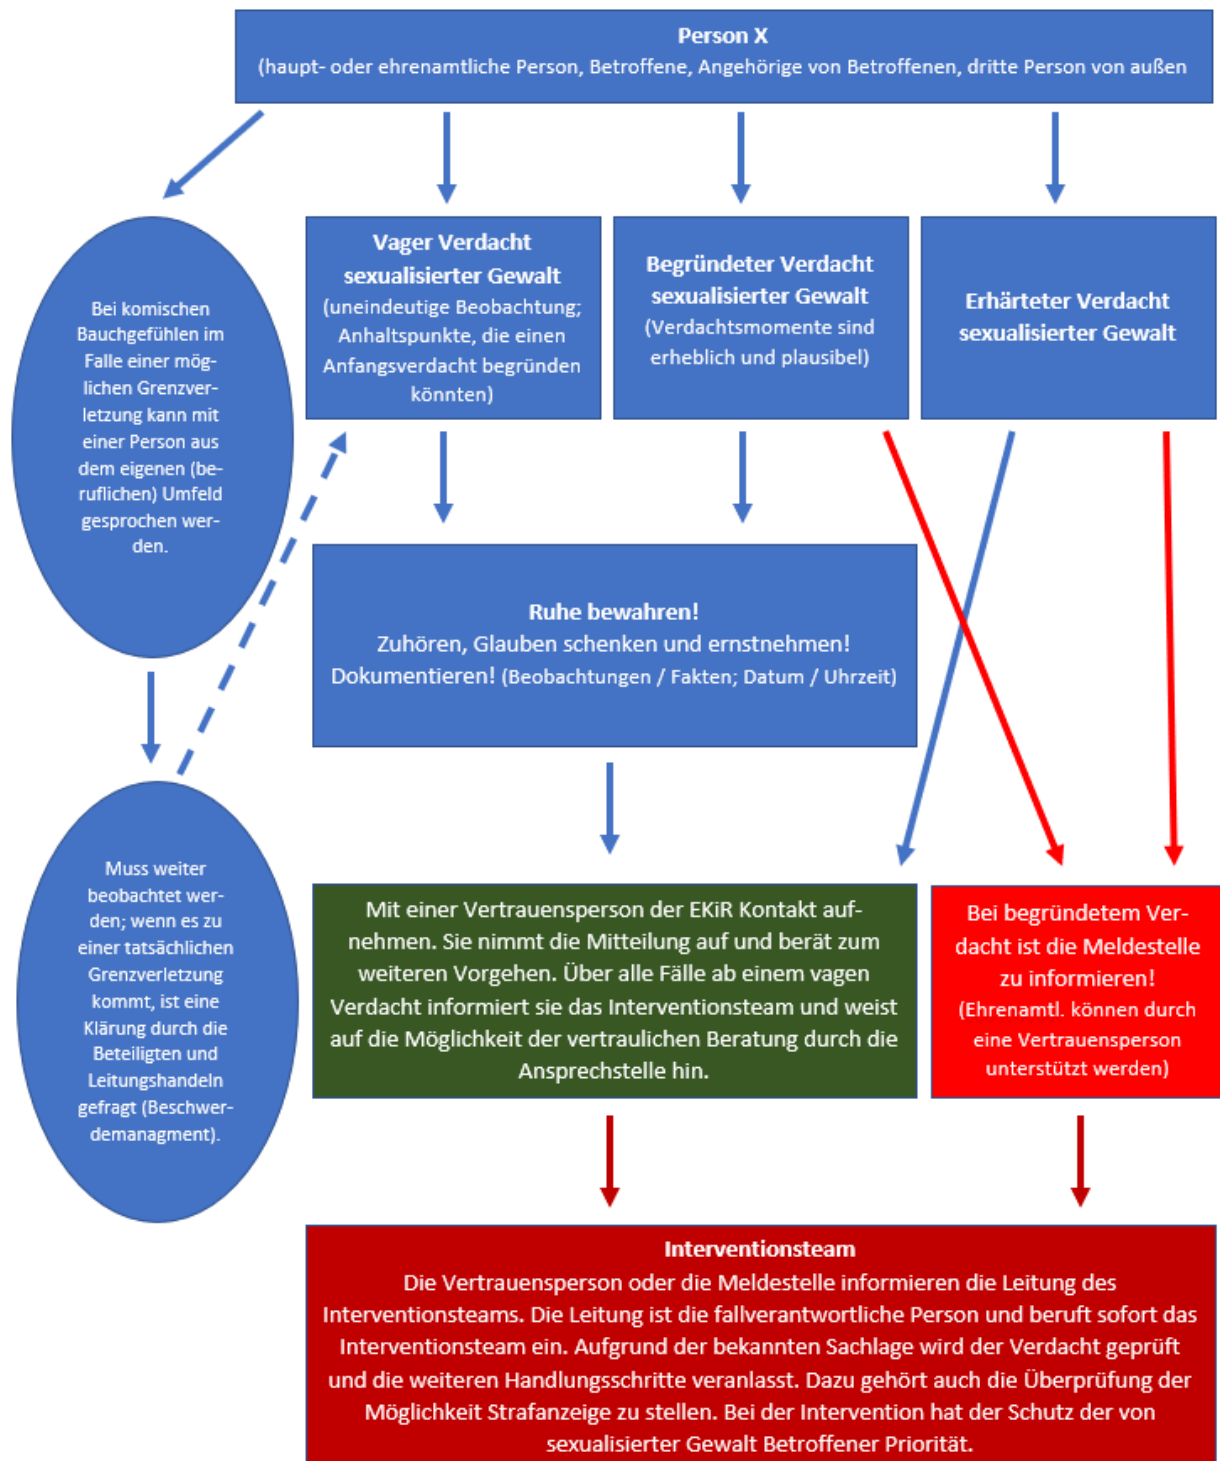 Person X
(haupt- oder ehrenamtliche Person, Betroffene, Angehörige von Betroffenen, dritte Person von außen
Bei komischen
Bauchgefühlen im
Falle einer mög-
lichen Grenzver-
letzung kann mit
einer Person aus
dem eigenen (be-
ruflichen) Umfeld
gesprochen wer-
den.
Vager Verdacht
sexualisierter Gewalt
(uneindeutige Beobachtung;
Anhaltspunkte, die einen
Anfangsverdacht begründen
könnten)
Begründeter Verdacht
sexualisierter Gewalt
(Verdachtsmomente sind
erheblich und plausibel)
Erhärteter Verdacht
sexualisierter Gewalt
Ruhe bewahren!
Zuhören, Glauben schenken und ernstnehmen!
Dokumentieren! (Beobachtungen / Fakten; Datum / Uhrzeit)
Muss weiter
beobachtet wer-
den; wenn es zu
einer tatsächlichen
Grenzverletzung
kommt, ist eine
Klärung durch die
Beteiligten und
Leitungshandeln
gefragt (Beschwer-
demanagment).
Mit einer Vertrauensperson der EKiR Kontakt auf-
nehmen. Sie nimmt die Mitteilung auf und berät zum
weiteren Vorgehen. Über alle Fälle ab einem vagen
Verdacht informiert sie das Interventionsteam und weist
auf die Möglichkeit der vertraulichen Beratung durch die
Ansprechstelle hin.
Bei begründetem Ver-
dacht ist die Meldestelle
zu informieren!
(Ehrenamtl. können durch
eine Vertrauensperson
unterstützt werden)
Interventionsteam
Die Vertrauensperson oder die Meldestelle informieren die Leitung des
Interventionsteams. Die Leitung ist die fallverantwortliche Person und beruft sofort das
Interventionsteam ein. Aufgrund der bekannten Sachlage wird der Verdacht geprüft
und die weiteren Handlungsschritte veranlasst. Dazu gehört auch die Überprüfung der
Möglichkeit Strafanzeige zu stellen. Bei der Intervention hat der Schutz der von
sexualisierter Gewalt Betroffener Priorität.